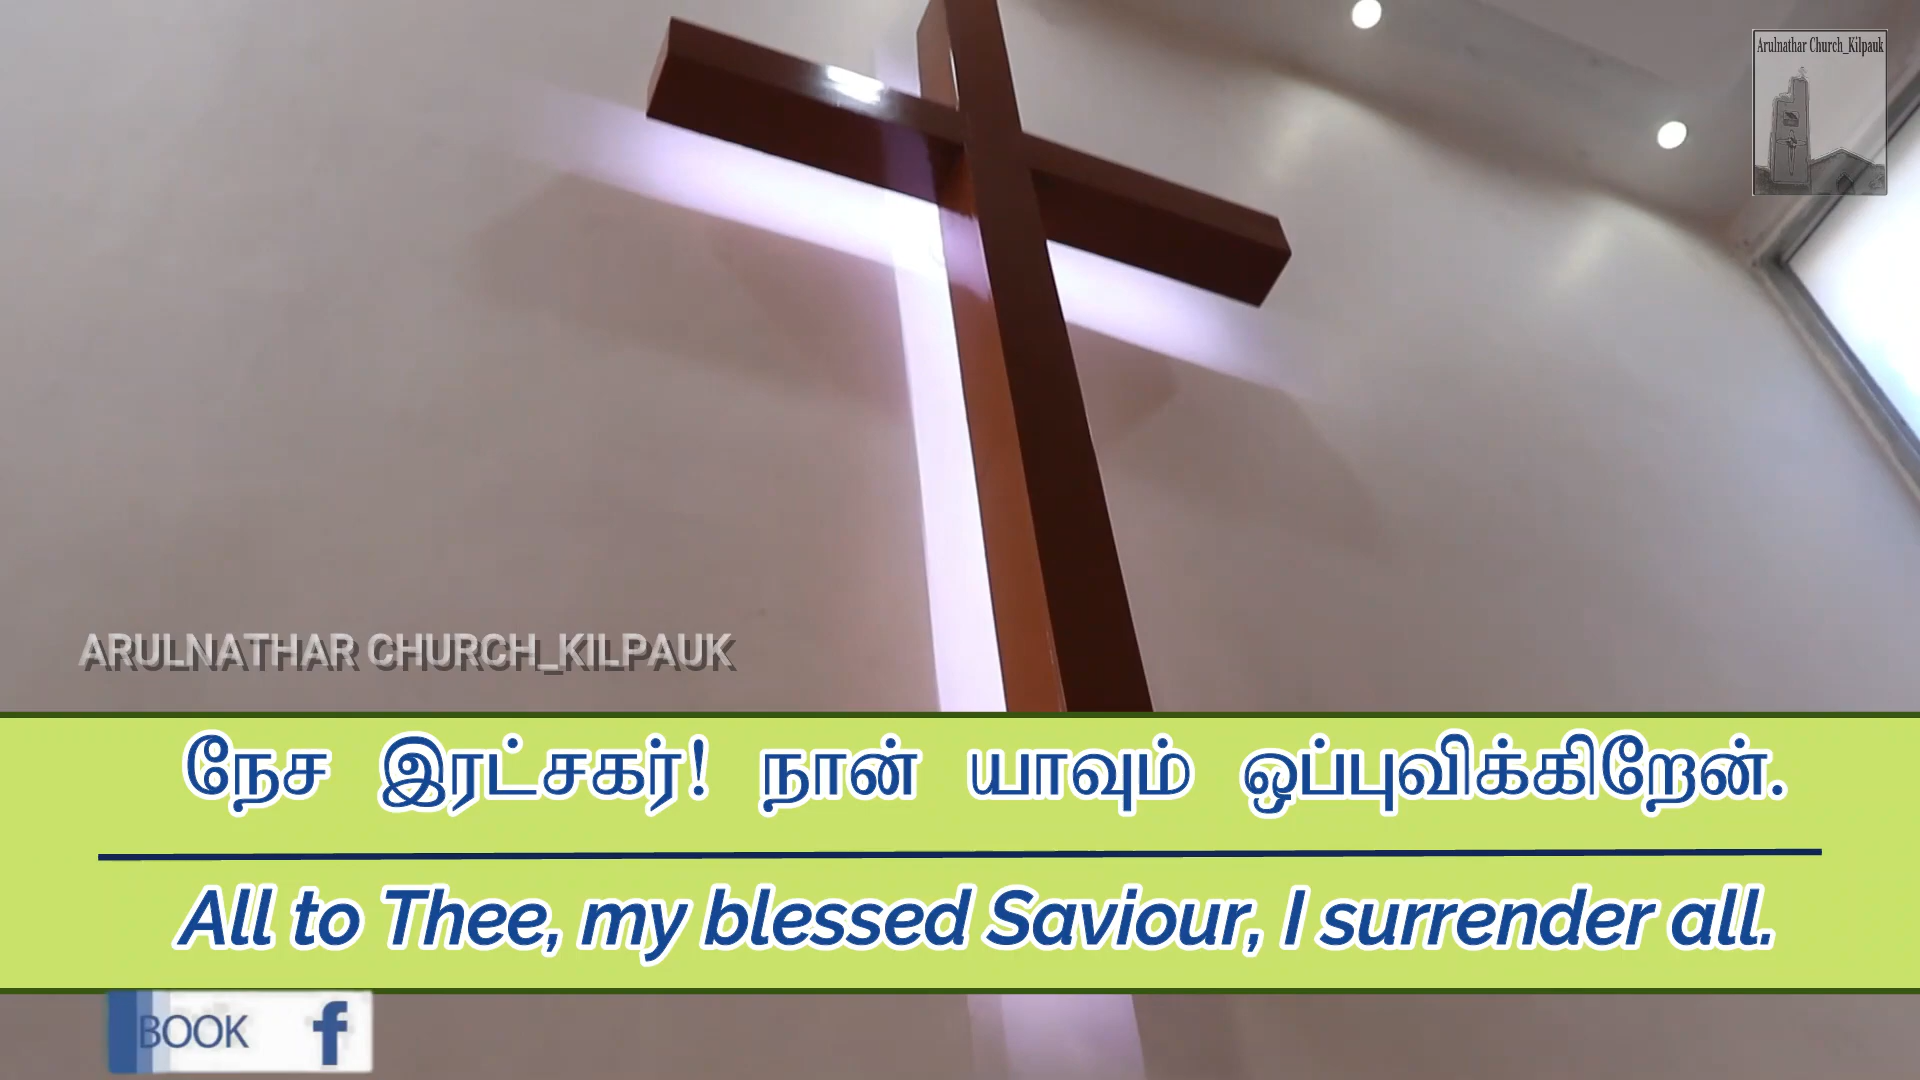 Arulnathar Church_Kilpauk
ARULNATHAR CHURCH_KILPAUK
நேச இரட்சகர்! நான் யாவும் ஒப்புவிக்கிறேன்.
All to Thee, my blessed Saviour, I surrender all.
BOOK f